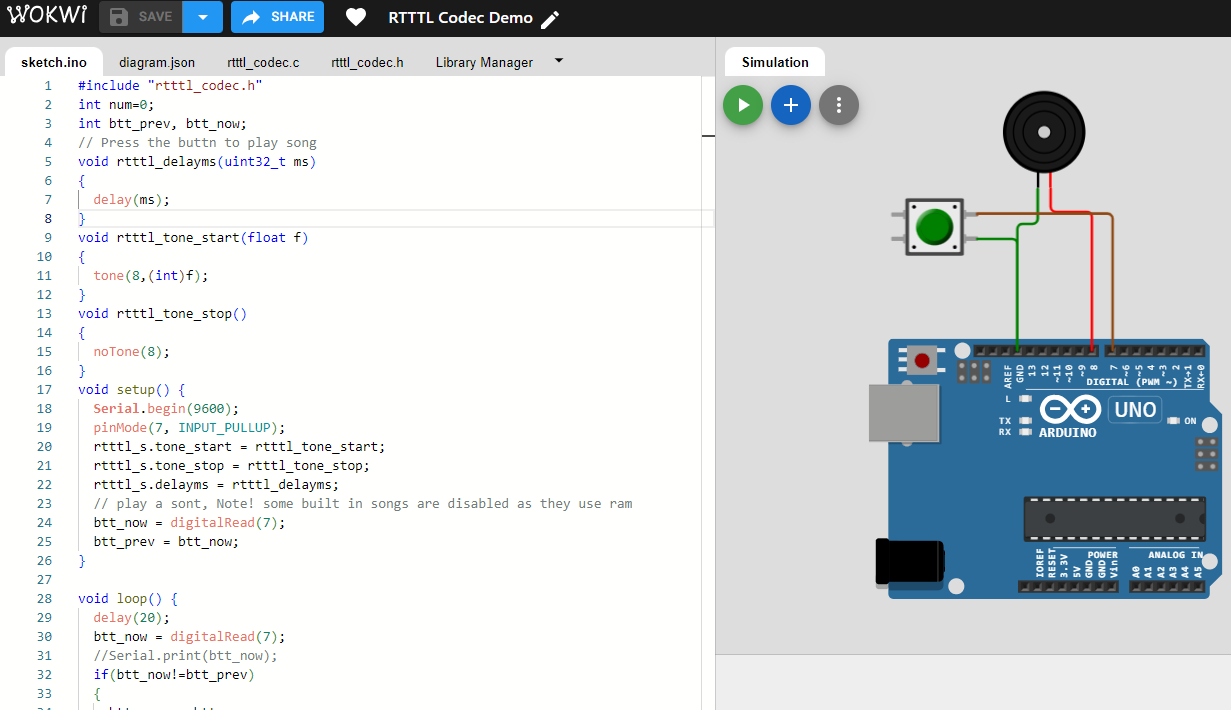 WOKWI SAVE SHARE RTTTL Codec Demo
sketch.ino diagram.json rtttl_codec.c rtttl_codec.h Library Manager
1 #include "rtttl_codec.h"
2 int num=0;
3 int btt_prev, btt_now;
4 // Press the buttn to play song
5 void rtttl_delayms(uint32_t ms)
6 {
7 delay(ms);
8 }
9 void rtttl_tone_start(float f)
10 {
11 tone(8,(int)f);
12 }
13 void rtttl_tone_stop()
14 {
15 noTone(8);
16 }
17 void setup() {
18 Serial.begin(9600);
19 pinMode(7, INPUT_PULLUP);
20 rtttl_s.tone_start = rtttl_tone_start;
21 rtttl_s.tone_stop = rtttl_tone_stop;
22 rtttl_s.delayms = rtttl_delayms;
23 // play a sont, Note! some built in songs are disabled as they use ram
24 btt_now = digitalRead(7);
25 btt_prev = btt_now;
26 }
27
28 void loop() {
29 delay(20);
30 btt_now = digitalRead(7);
31 //Serial.print(btt_now);
32 if(btt_now!=btt_prev)
33 {
Simulation
AREF GND 13 12 ~11 ~10 ~9 8 7 ~6 ~5 4 ~3 2 TX→1 RX←0
DIGITAL (PWM ~)
L
TX
RX
ARDUINO
UNO
ON
IOREF RESET 3.3V 5V GND GND Vin
POWER
ANALOG IN
A0 A1 A2 A3 A4 A5